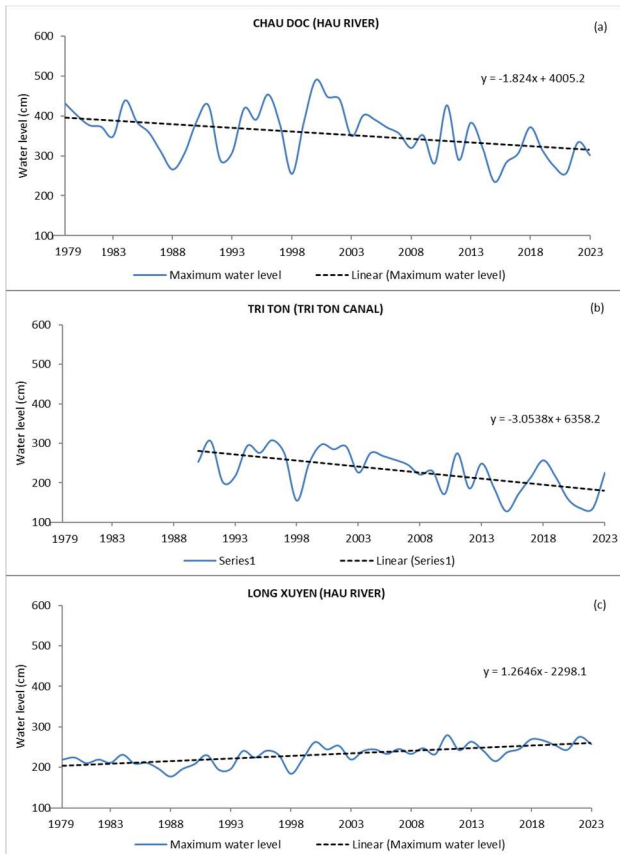 CHAU DOC (HAU RIVER)
(a)
600
500
400
300
200
100
Water level (cm)
y = -1.824x + 4005.2
1979 1983 1988 1993 1998 2003 2008 2013 2018 2023
Maximum water level Linear (Maximum water level)
TRI TON (TRI TON CANAL)
(b)
600
500
400
300
200
100
Water level (cm)
y = -3.0538x + 6358.2
1979 1983 1988 1993 1998 2003 2008 2013 2018 2023
Series1 Linear (Series1)
LONG XUYEN (HAU RIVER)
(c)
600
500
400
300
200
100
Water level (cm)
y = 1.2646x - 2298.1
1979 1983 1988 1993 1998 2003 2008 2013 2018 2023
Maximum water level Linear (Maximum water level)